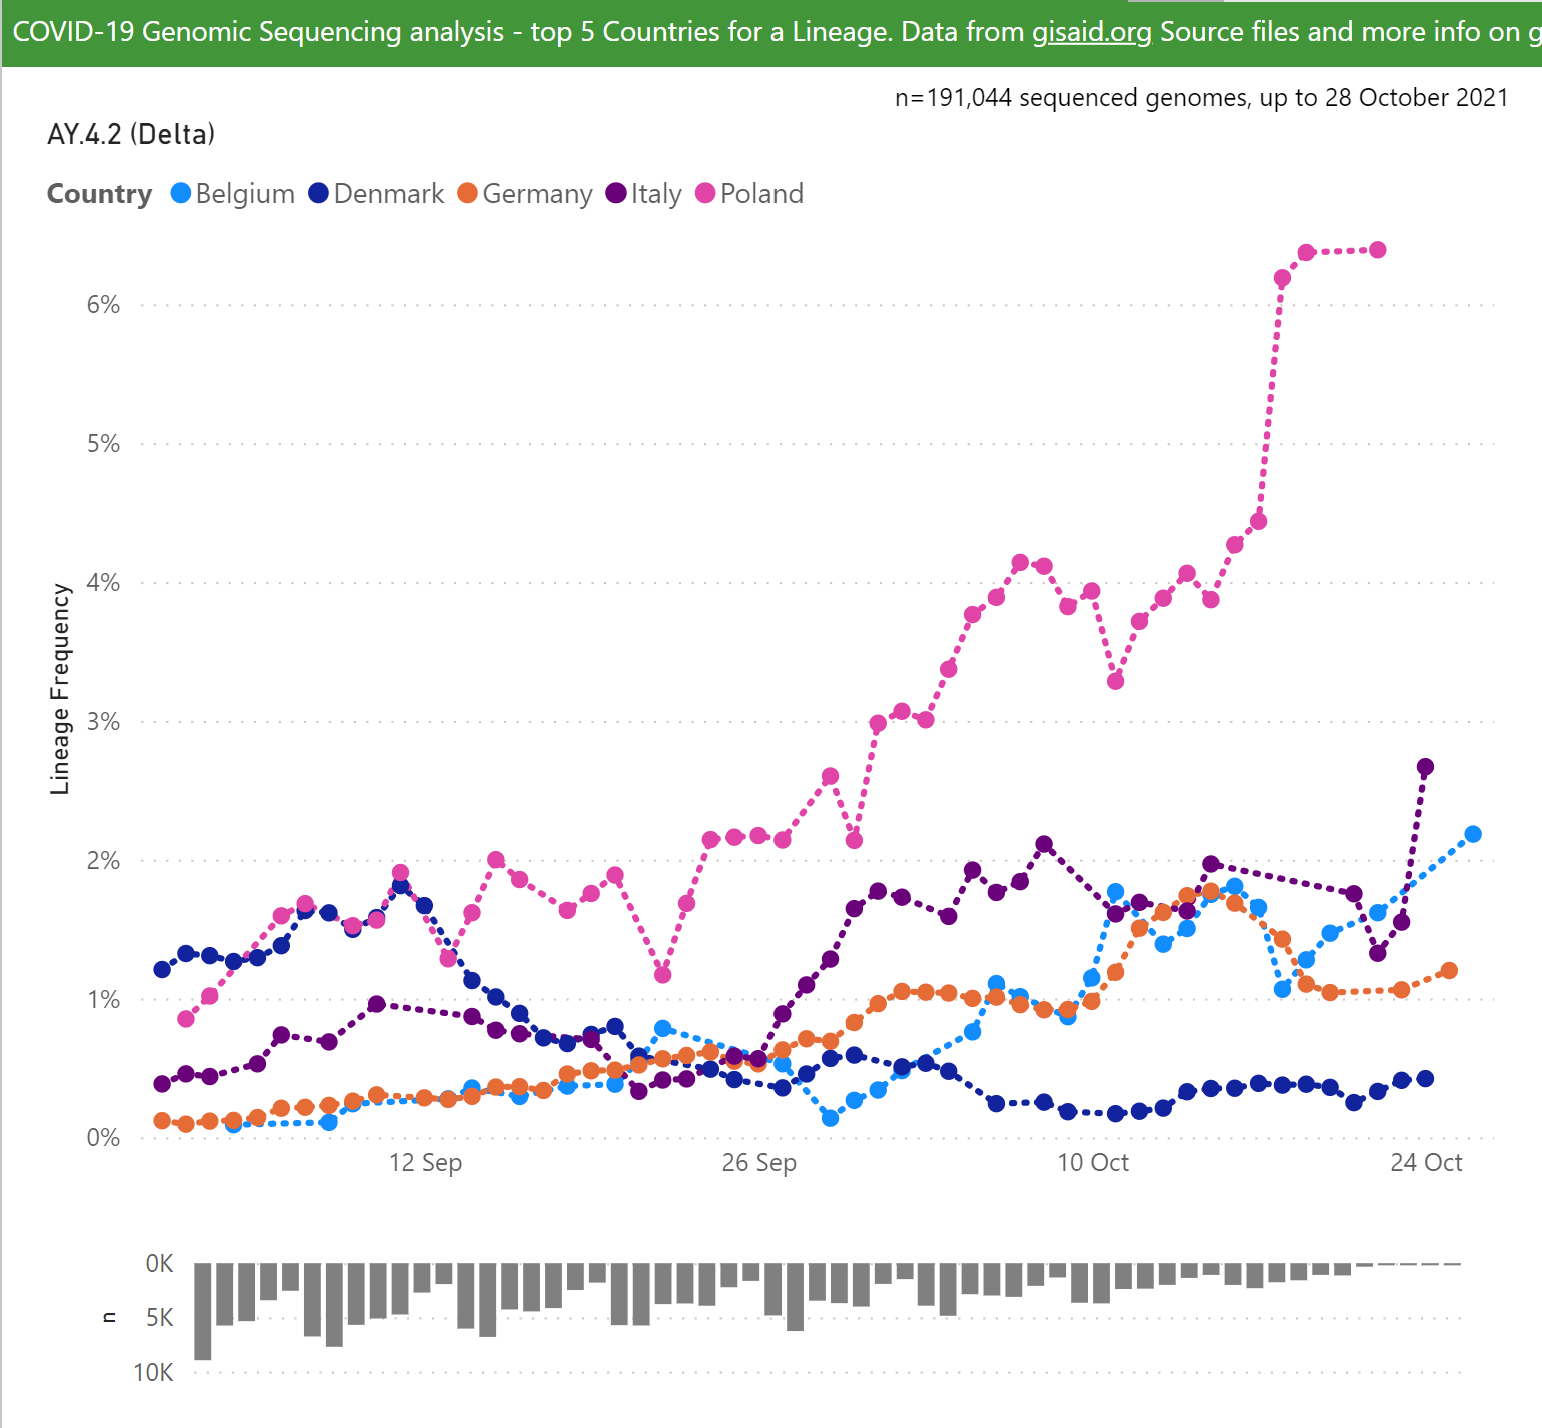 COVID-19 Genomic Sequencing analysis - top 5 Countries for a Lineage. Data from gisaid.org Source files and more info on g
n=191,044 sequenced genomes, up to 28 October 2021
AY.4.2 (Delta)
Country Belgium Denmark Germany Italy Poland
6%
5%
4%
3%
2%
1%
0%
Lineage Frequency
12 Sep 26 Sep 10 Oct 24 Oct
0K
5K
10K
n